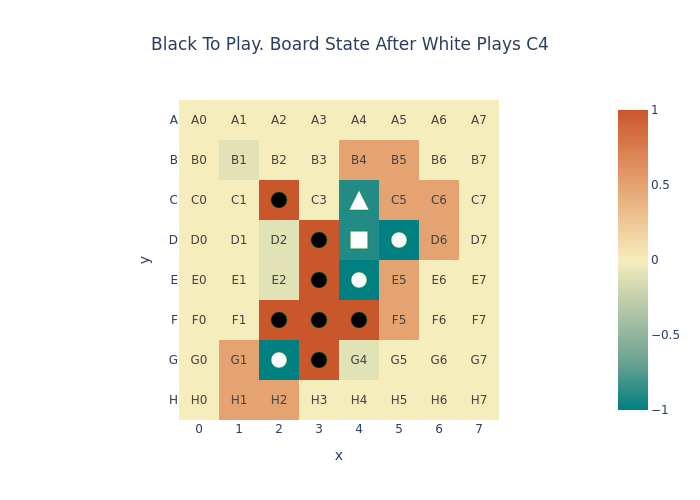 Black To Play. Board State After White Plays C4
A A0 A1 A2 A3 A4 A5 A6 A7
B B0 B1 B2 B3 B4 B5 B6 B7
C C0 C1 C3 C5 C6 C7
D D0 D1 D2 D6 D7
E E0 E1 E2 E5 E6 E7
F F0 F1 F5 F6 F7
G G0 G1 G4 G5 G6 G7
H H0 H1 H2 H3 H4 H5 H6 H7
0 1 2 3 4 5 6 7
x
y
1
0.5
0
−0.5
−1